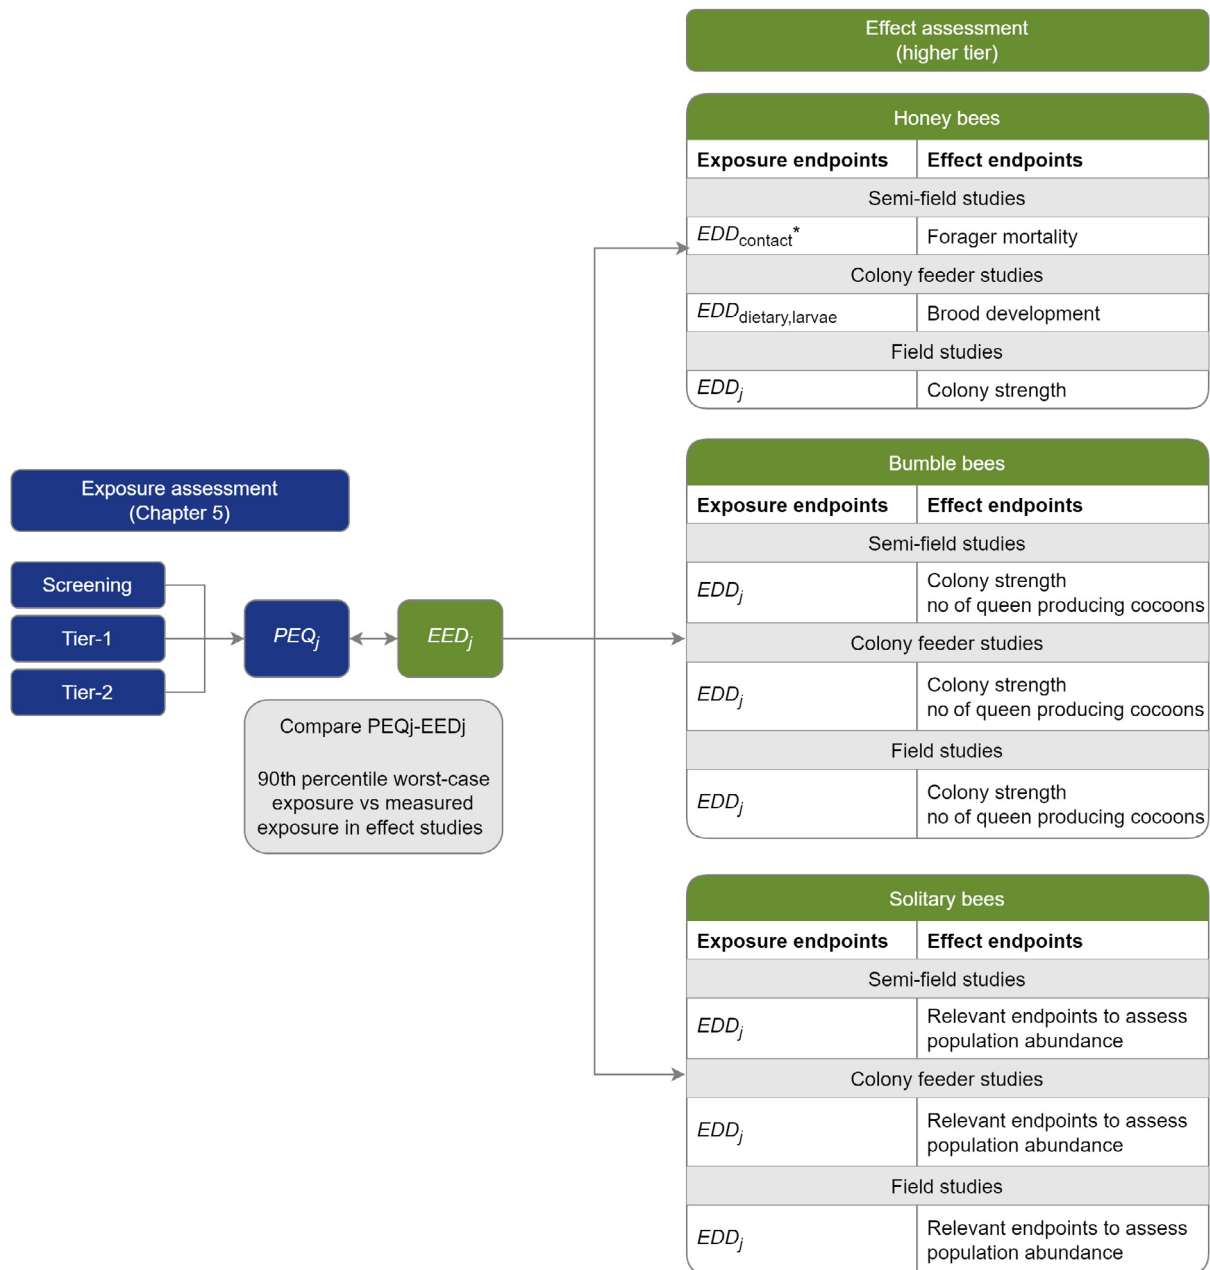 Effect assessment
(higher tier)
Honey bees
Exposure endpoints Effect endpoints
Semi-field studies
EDDcontact* Forager mortality
Colony feeder studies
EDDdietary,larvae Brood development
Field studies
EDDj Colony strength
Bumble bees
Exposure endpoints Effect endpoints
Semi-field studies
EDDj Colony strength
no of queen producing cocoons
Colony feeder studies
EDDj Colony strength
no of queen producing cocoons
Field studies
EDDj Colony strength
no of queen producing cocoons
Solitary bees
Exposure endpoints Effect endpoints
Semi-field studies
EDDj Relevant endpoints to assess
population abundance
Colony feeder studies
EDDj Relevant endpoints to assess
population abundance
Field studies
EDDj Relevant endpoints to assess
population abundance
Exposure assessment
(Chapter 5)
Screening
Tier-1
Tier-2
PEQj
EEDj
Compare PEQj-EEDj
90th percentile worst-case
exposure vs measured
exposure in effect studies